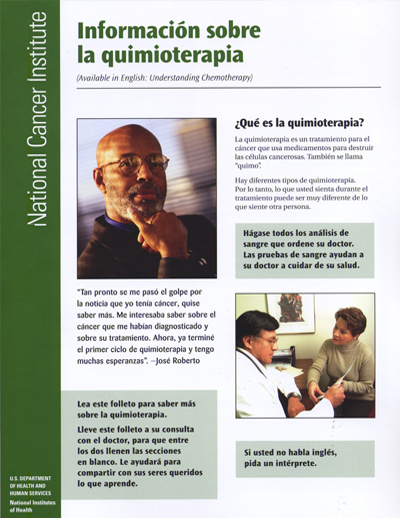 National Cancer Institute
Información sobre
la quimioterapia
(Available in English: Understanding Chemotherapy)
¿Qué es la quimioterapia?
La quimioterapia es un tratamiento para el
cáncer que usa medicamentos para destruir
las células cancerosas. También se llama
“quimo”.
Hay diferentes tipos de quimioterapia.
Por lo tanto, lo que usted sienta durante el
tratamiento puede ser muy diferente de lo
que siente otra persona.
Hágase todos los análisis de
sangre que ordene su doctor.
Las pruebas de sangre ayudan a
su doctor a cuidar de su salud.
“Tan pronto se me pasó el golpe por
la noticia que yo tenía cáncer, quise
saber más. Me interesaba saber sobre el
cáncer que me habían diagnosticado y
sobre su tratamiento. Ahora, ya terminé
el primer ciclo de quimioterapia y tengo
muchas esperanzas”. –José Roberto
Lea este folleto para saber más
sobre la quimioterapia.
Lleve este folleto a su consulta
con el doctor, para que entre
los dos llenen las secciones
en blanco. Le ayudará para
compartir con sus seres queridos
lo que aprende.
Si usted no habla inglés,
pida un intérprete.
U.S. DEPARTMENT
OF HEALTH AND
HUMAN SERVICES
National Institutes
of Health